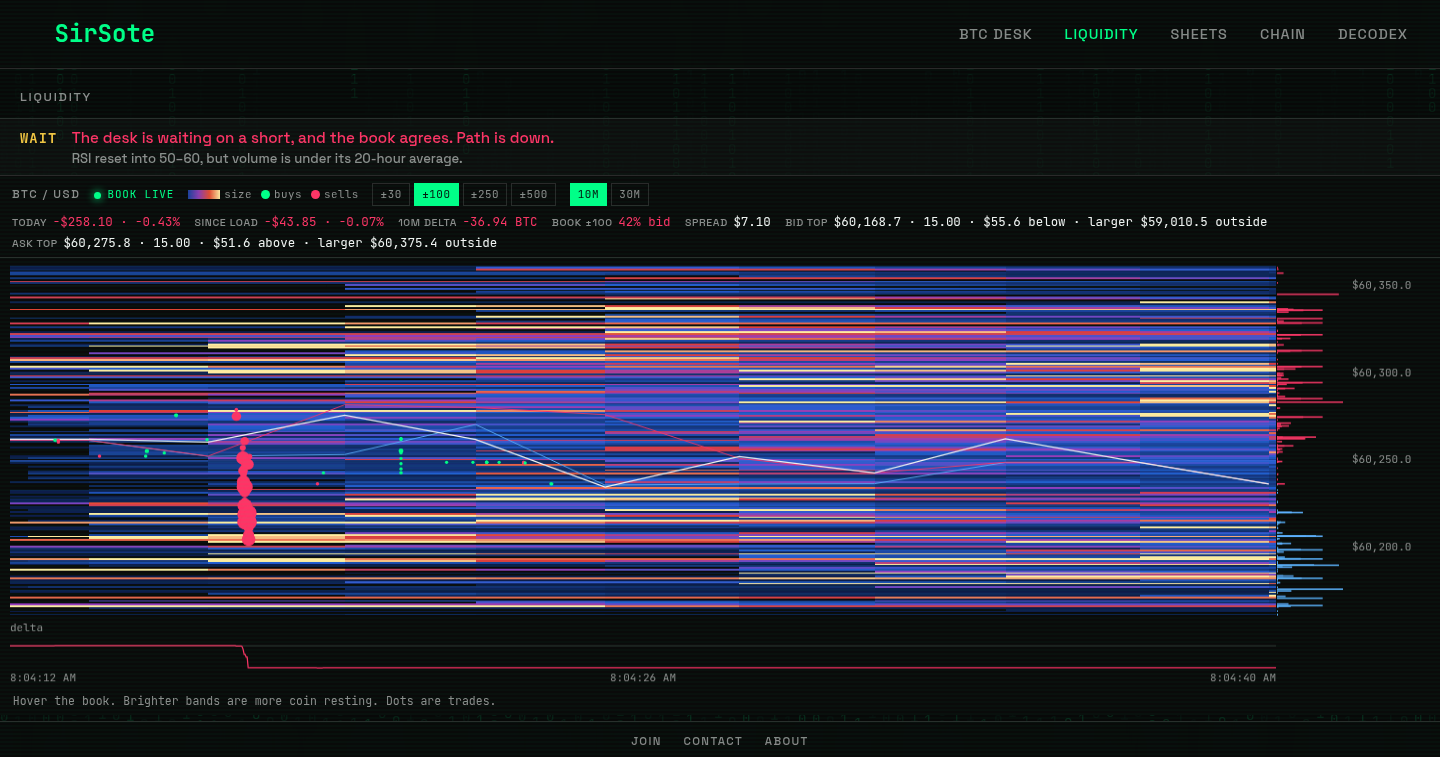 SirSote
BTC DESK LIQUIDITY SHEETS CHAIN DECODEX
LIQUIDITY
WAIT The desk is waiting on a short, and the book agrees. Path is down.
RSI reset into 50–60, but volume is under its 20-hour average.
BTC / USD BOOK LIVE size buys sells ±30 ±100 ±250 ±500 10M 30M
TODAY -$258.10 · -0.43% SINCE LOAD -$43.85 · -0.07% 10M DELTA -36.94 BTC BOOK ±100 42% bid SPREAD $7.10 BID TOP $60,168.7 · 15.00 · $55.6 below · larger $59,010.5 outside
ASK TOP $60,275.8 · 15.00 · $51.6 above · larger $60,375.4 outside
$60,350.0
$60,300.0
$60,250.0
$60,200.0
delta
8:04:12 AM 8:04:26 AM 8:04:40 AM
Hover the book. Brighter bands are more coin resting. Dots are trades.
JOIN CONTACT ABOUT